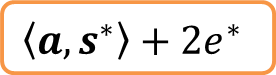 ⟨𝒂, 𝒔*⟩ + 2𝑒*